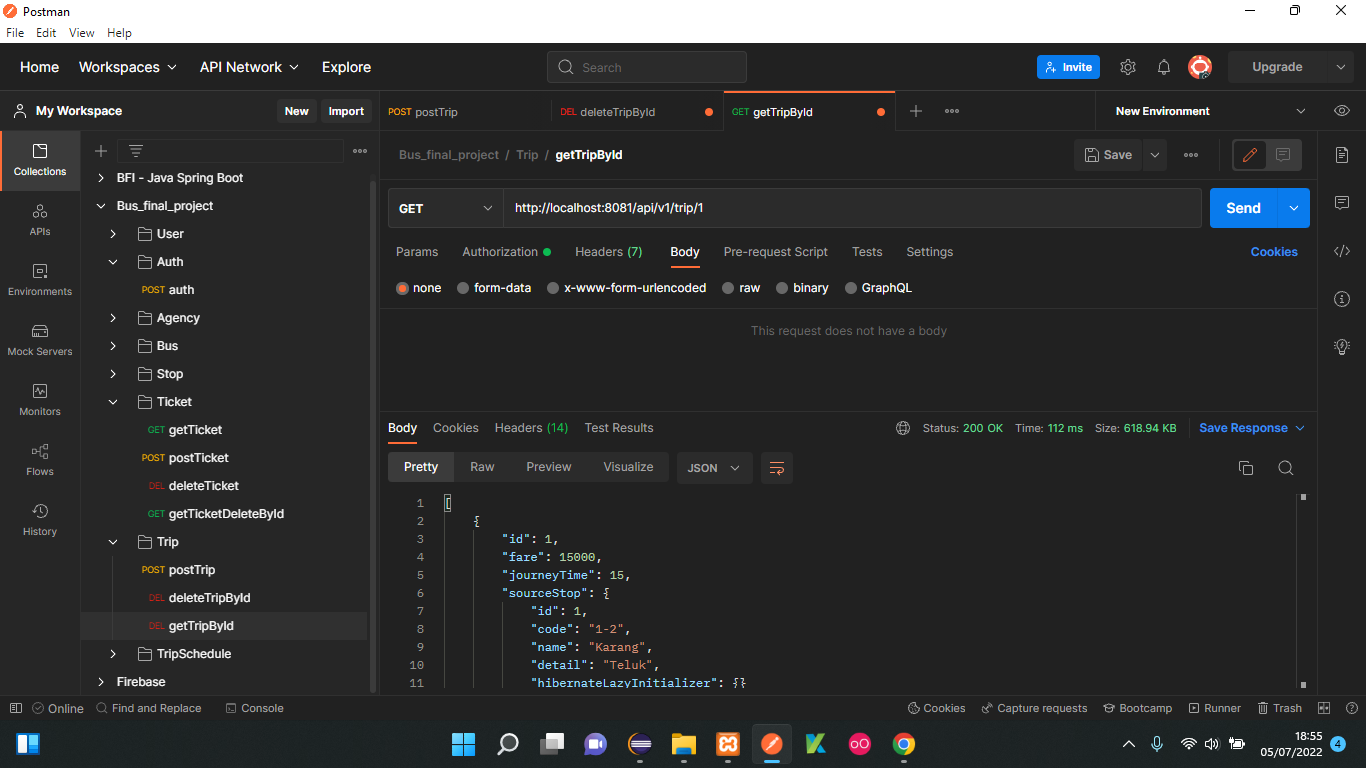 Postman
File Edit View Help
Home Workspaces API Network Explore Search Invite Upgrade
My Workspace New Import
POST postTrip DEL deleteTripById GET getTripById New Environment
Collections
APIs
Environments
Mock Servers
Monitors
Flows
History
BFI - Java Spring Boot
Bus_final_project
User
Auth
POST auth
Agency
Bus
Stop
Ticket
GET getTicket
POST postTicket
DEL deleteTicket
GET getTicketDeleteById
Trip
POST postTrip
DEL deleteTripById
DEL getTripById
TripSchedule
Firebase
Bus_final_project / Trip / getTripById Save
GET http://localhost:8081/api/v1/trip/1 Send
Params Authorization Headers (7) Body Pre-request Script Tests Settings Cookies
none form-data x-www-form-urlencoded raw binary GraphQL
This request does not have a body
Body Cookies Headers (14) Test Results Status: 200 OK Time: 112 ms Size: 618.94 KB Save Response
Pretty Raw Preview Visualize JSON
1 [
2 {
3 "id": 1,
4 "fare": 15000,
5 "journeyTime": 15,
6 "sourceStop": {
7 "id": 1,
8 "code": "1-2",
9 "name": "Karang",
10 "detail": "Teluk",
11 "hibernateLazyInitializer": {}
Online Find and Replace Console Cookies Capture requests Bootcamp Runner Trash
18:55
05/07/2022 4